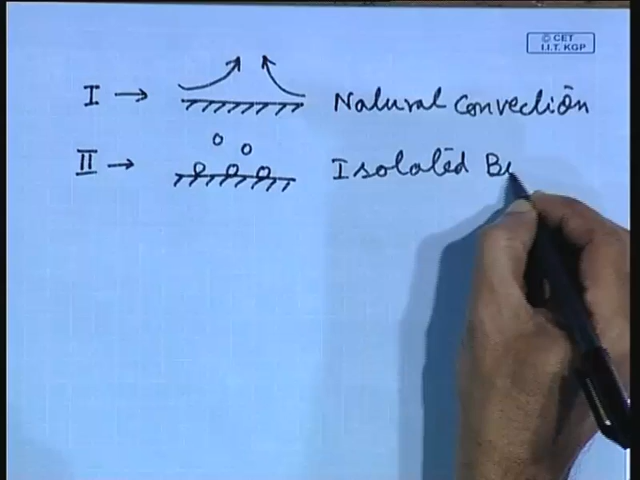 © CET
I.I.T. KGP
I → Natural Convection
II → Isolated B